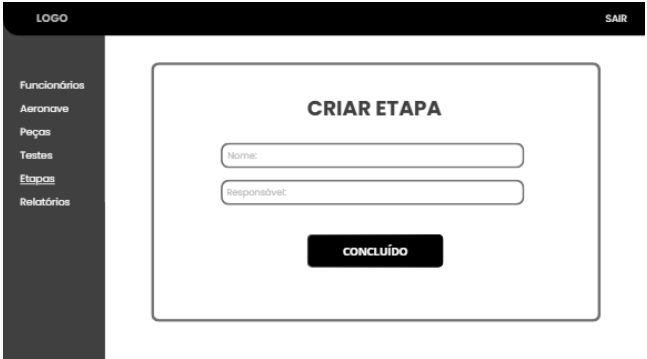 LOGO
SAIR
Funcionários
Aeronave
Peças
Testes
Etapas
Relatórios
CRIAR ETAPA
Nome:
Responsável:
CONCLUÍDO